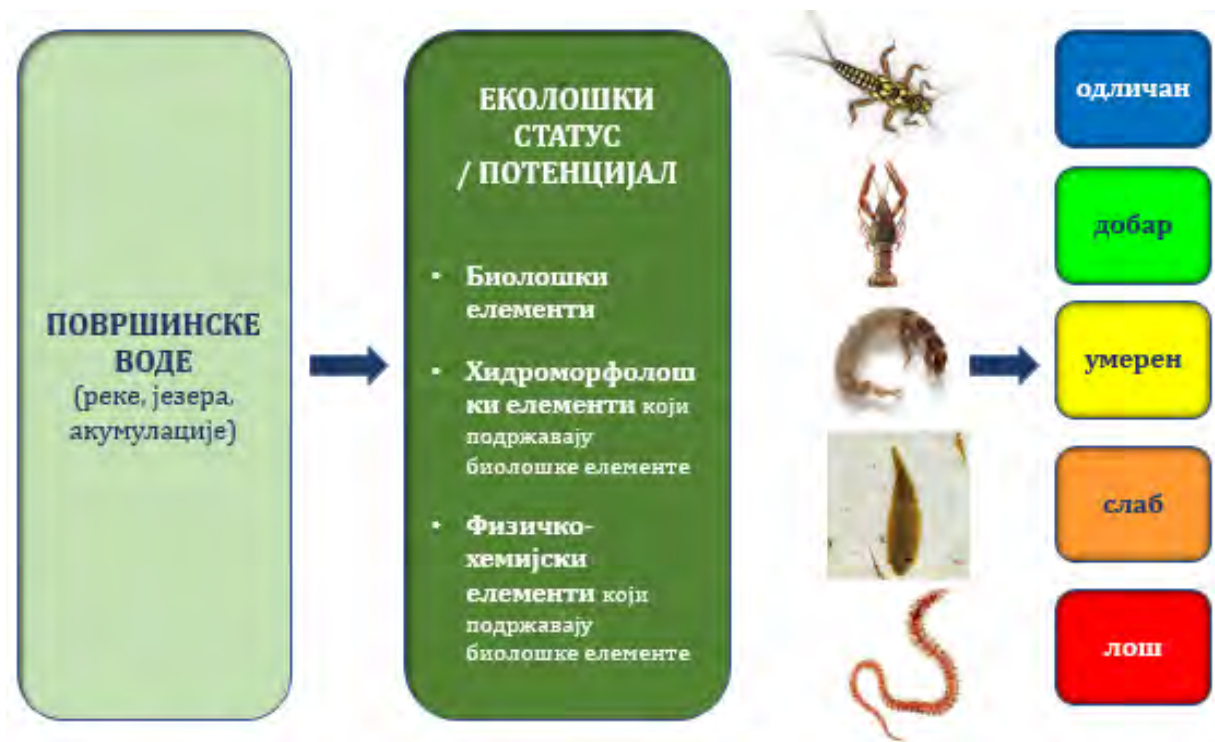 ПОВРШИНСКЕ
ВОДЕ
(реке, језера,
акумулације)
ЕКОЛОШКИ
СТАТУС
/ ПОТЕНЦИЈАЛ
• Биолошки
елементи
• Хидроморфолош
ки елементи који
подржавају
биолошке елементе
• Физичко-
хемијски
елементи који
подржавају
биолошке елементе
одличан
добар
умерен
слаб
лош